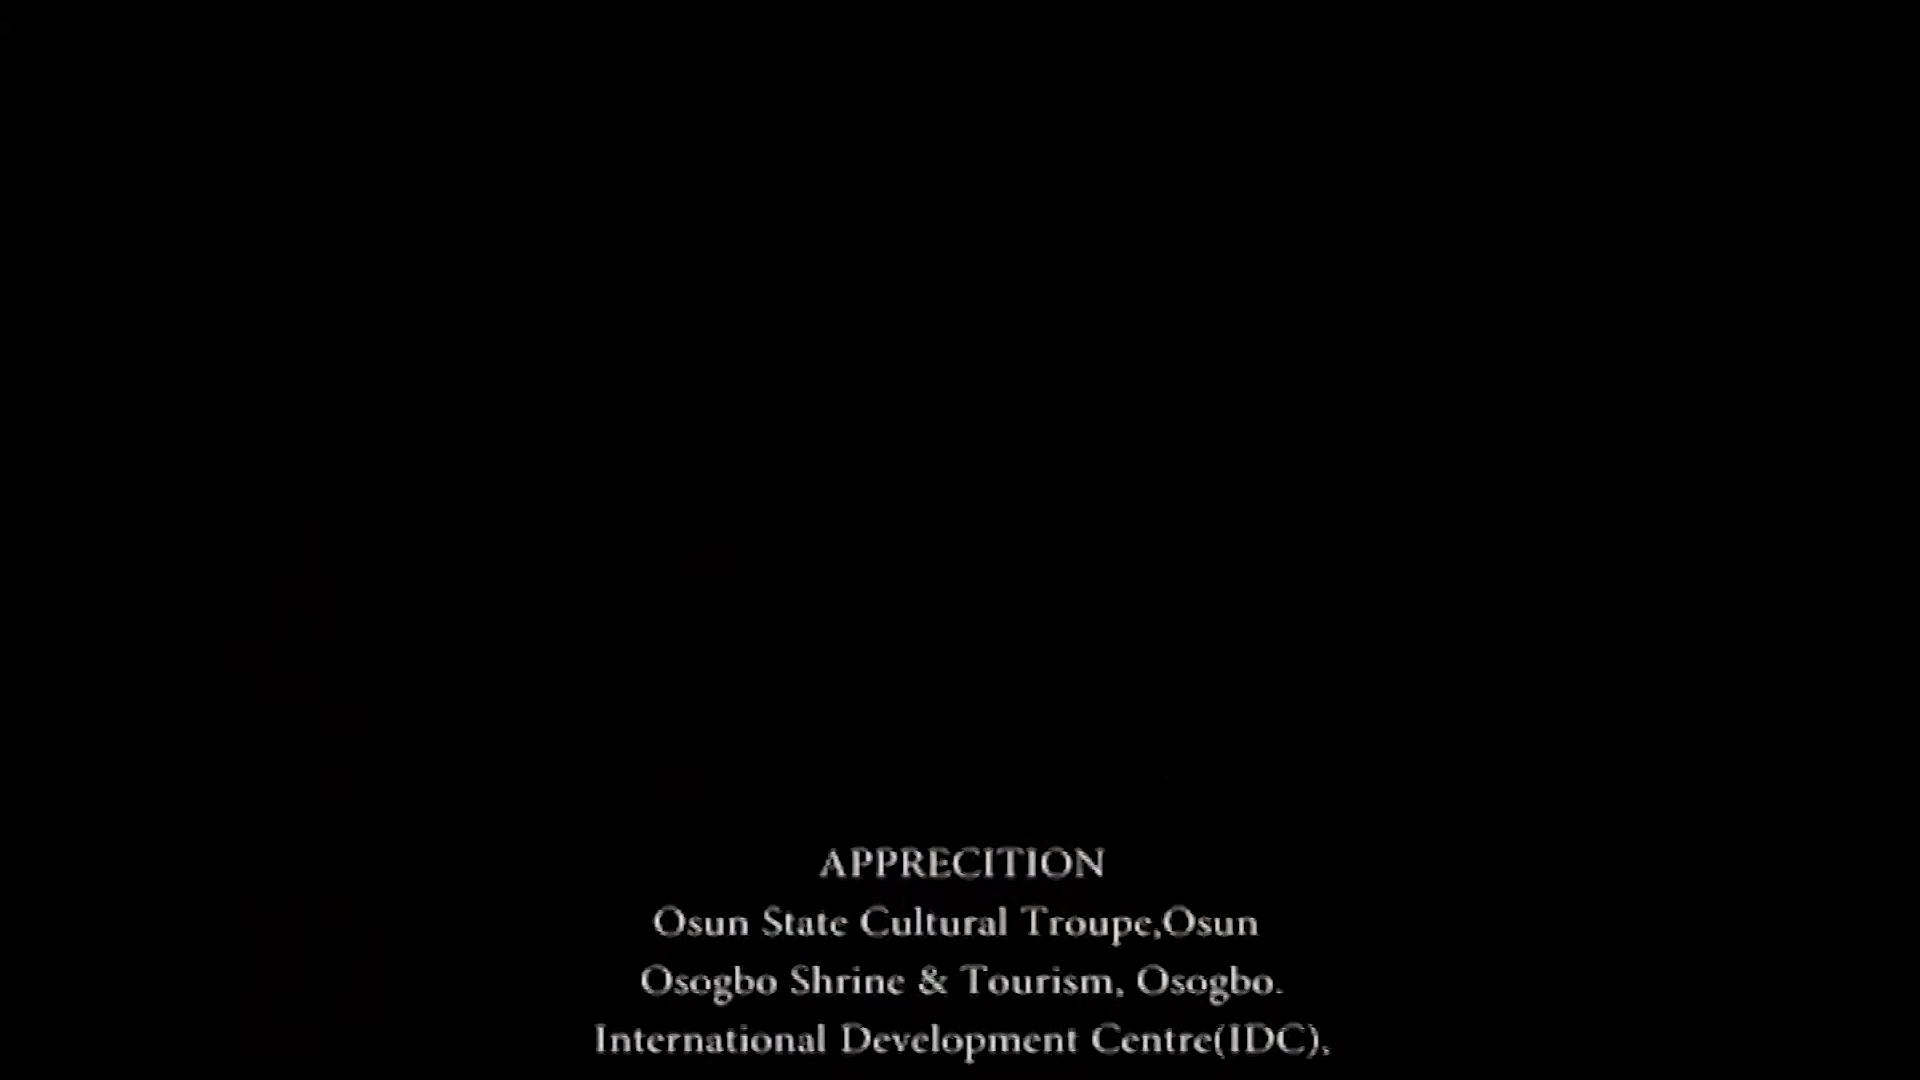 APPRECITION
Osun State Cultural Troupe,Osun
Osogbo Shrine & Tourism, Osogbo.
International Development Centre(IDC),